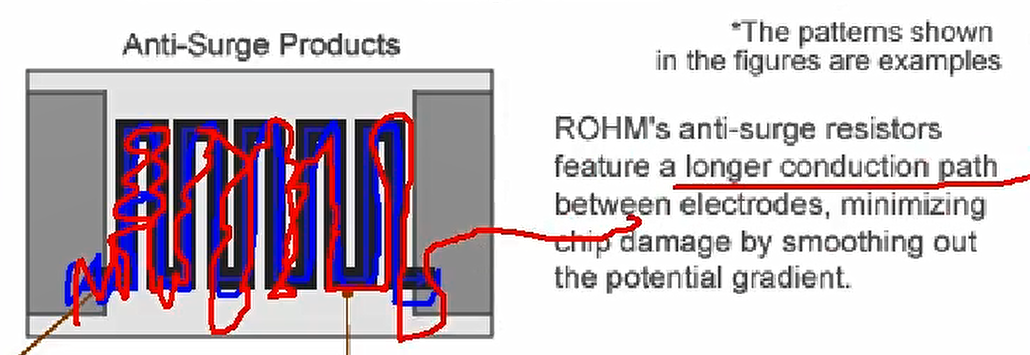 Anti-Surge Products
*The patterns shown
in the figures are examples
ROHM's anti-surge resistors
feature a longer conduction path
between electrodes, minimizing
chip damage by smoothing out
the potential gradient.